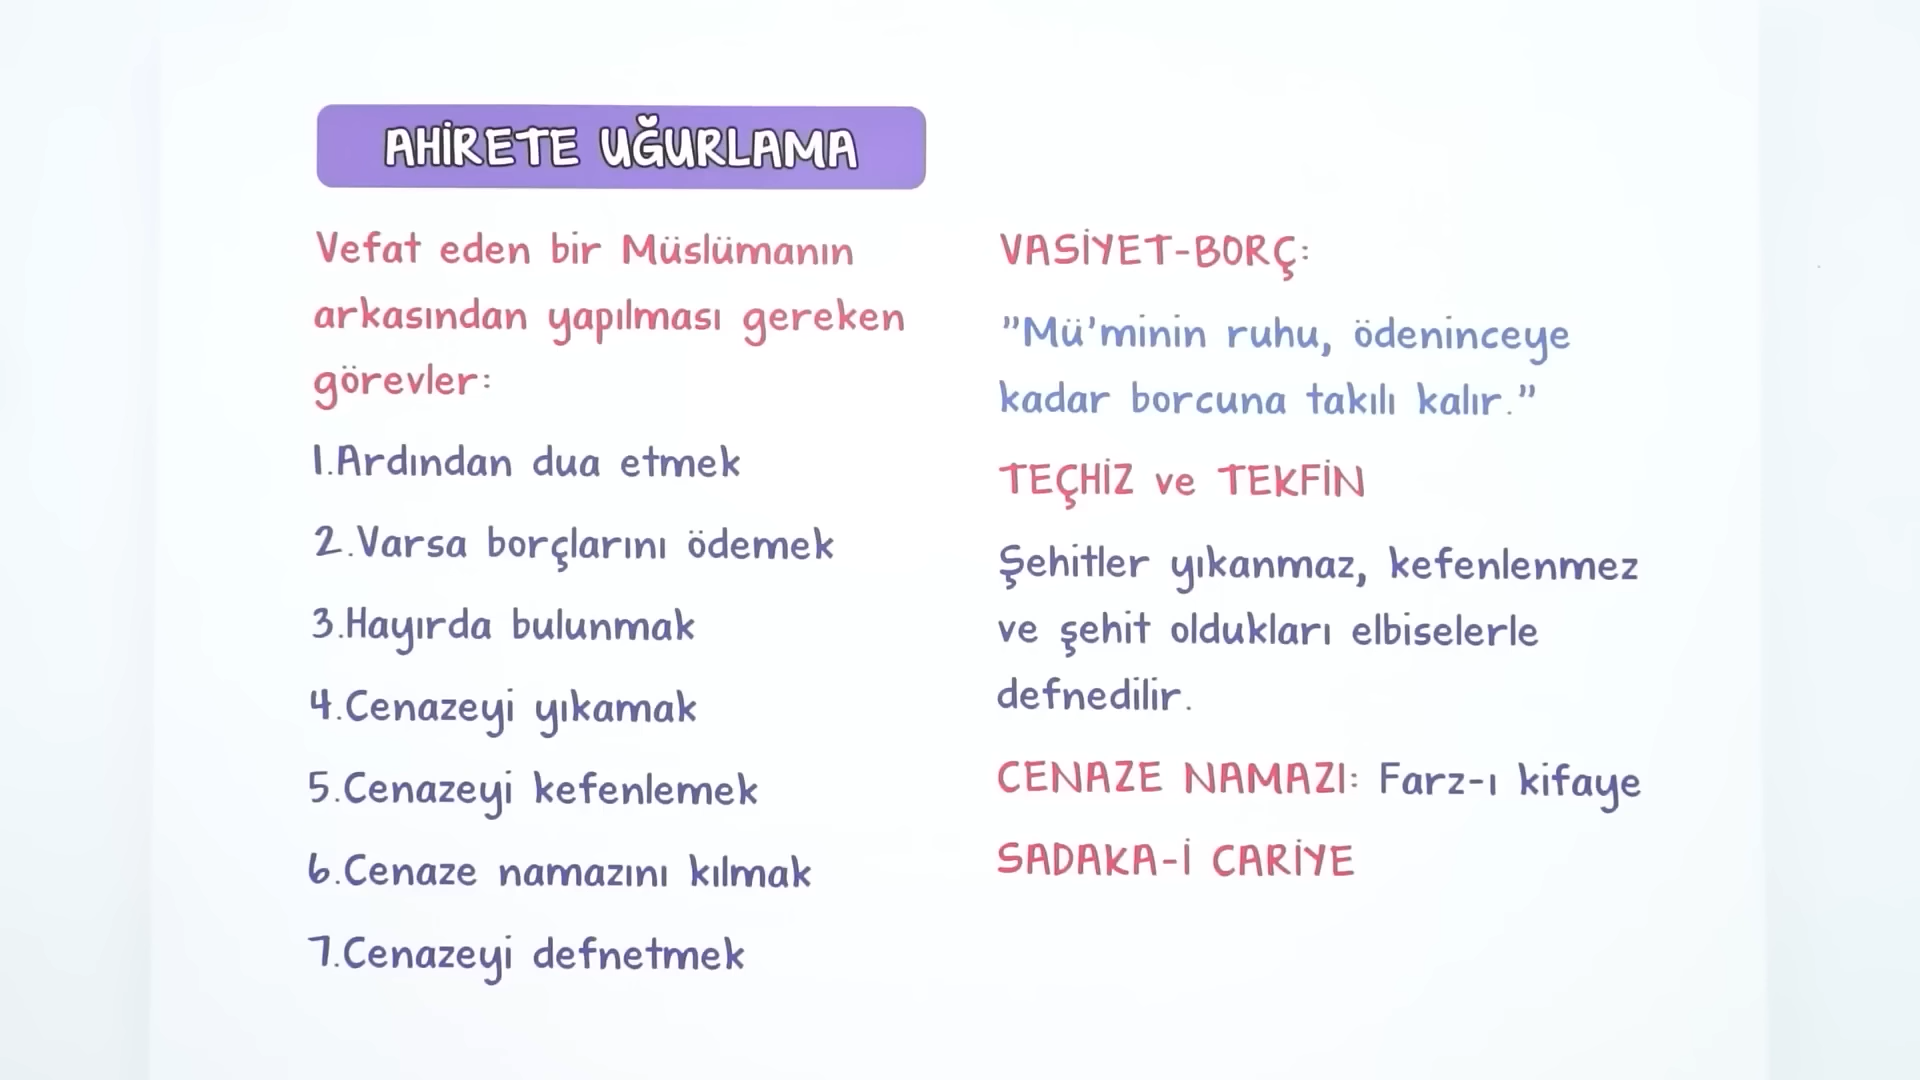 AHİRETE UĞURLAMA
Vefat eden bir Müslümanın
arkasından yapılması gereken
görevler:
1.Ardından dua etmek
2.Varsa borçlarını ödemek
3.Hayırda bulunmak
4.Cenazeyi yıkamak
5.Cenazeyi kefenlemek
6.Cenaze namazını kılmak
7.Cenazeyi defnetmek
VASİYET-BORÇ:
"Mü'minin ruhu, ödeninceye
kadar borcuna takılı kalır."
TEÇHİZ ve TEKFİN
Şehitler yıkanmaz, kefenlenmez
ve şehit oldukları elbiselerle
defnedilir.
CENAZE NAMAZI: Farz-ı kifaye
SADAKA-İ CARİYE